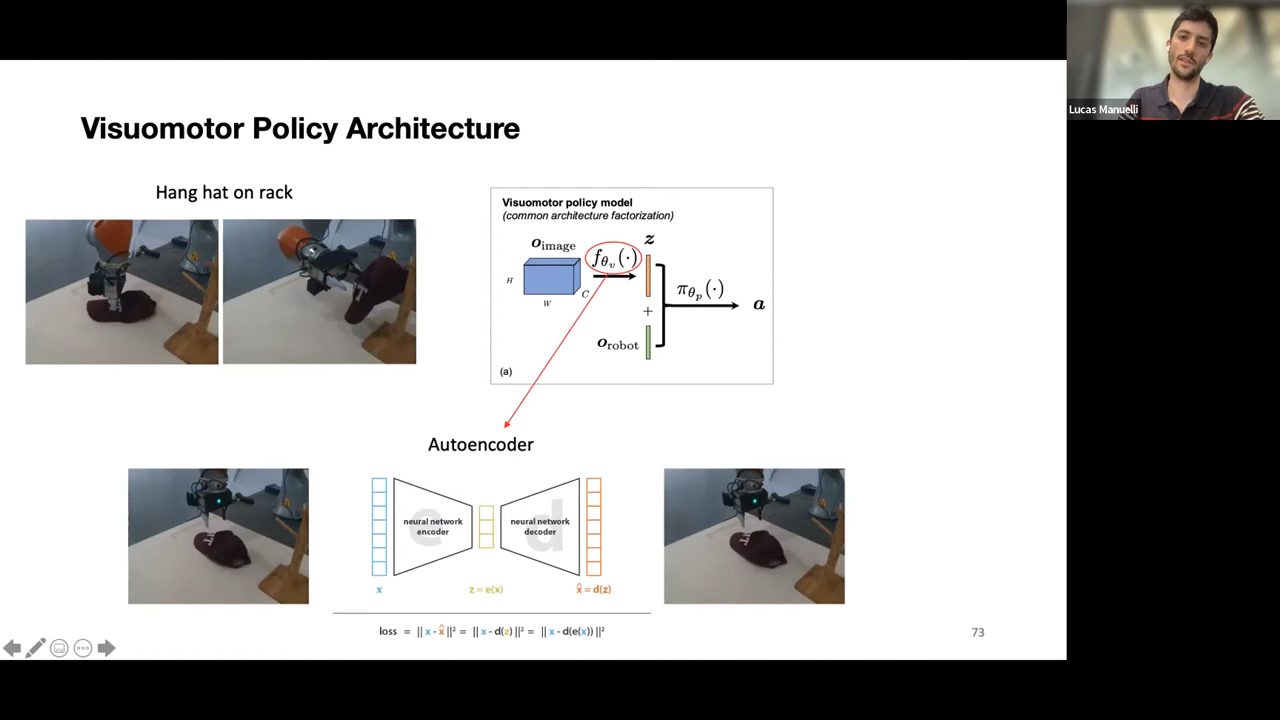 Lucas Manuelli
Visuomotor Policy Architecture
Hang hat on rack
Visuomotor policy model
(common architecture factorization)
o_image
f_θv(·)
z
H
W
C
+
π_θp(·)
a
o_robot
(a)
Autoencoder
e
neural network
encoder
d
neural network
decoder
x
z = e(x)
x̂ = d(z)
loss = || x - x̂ ||² = || x - d(z) ||² = || x - d(e(x)) ||²
73